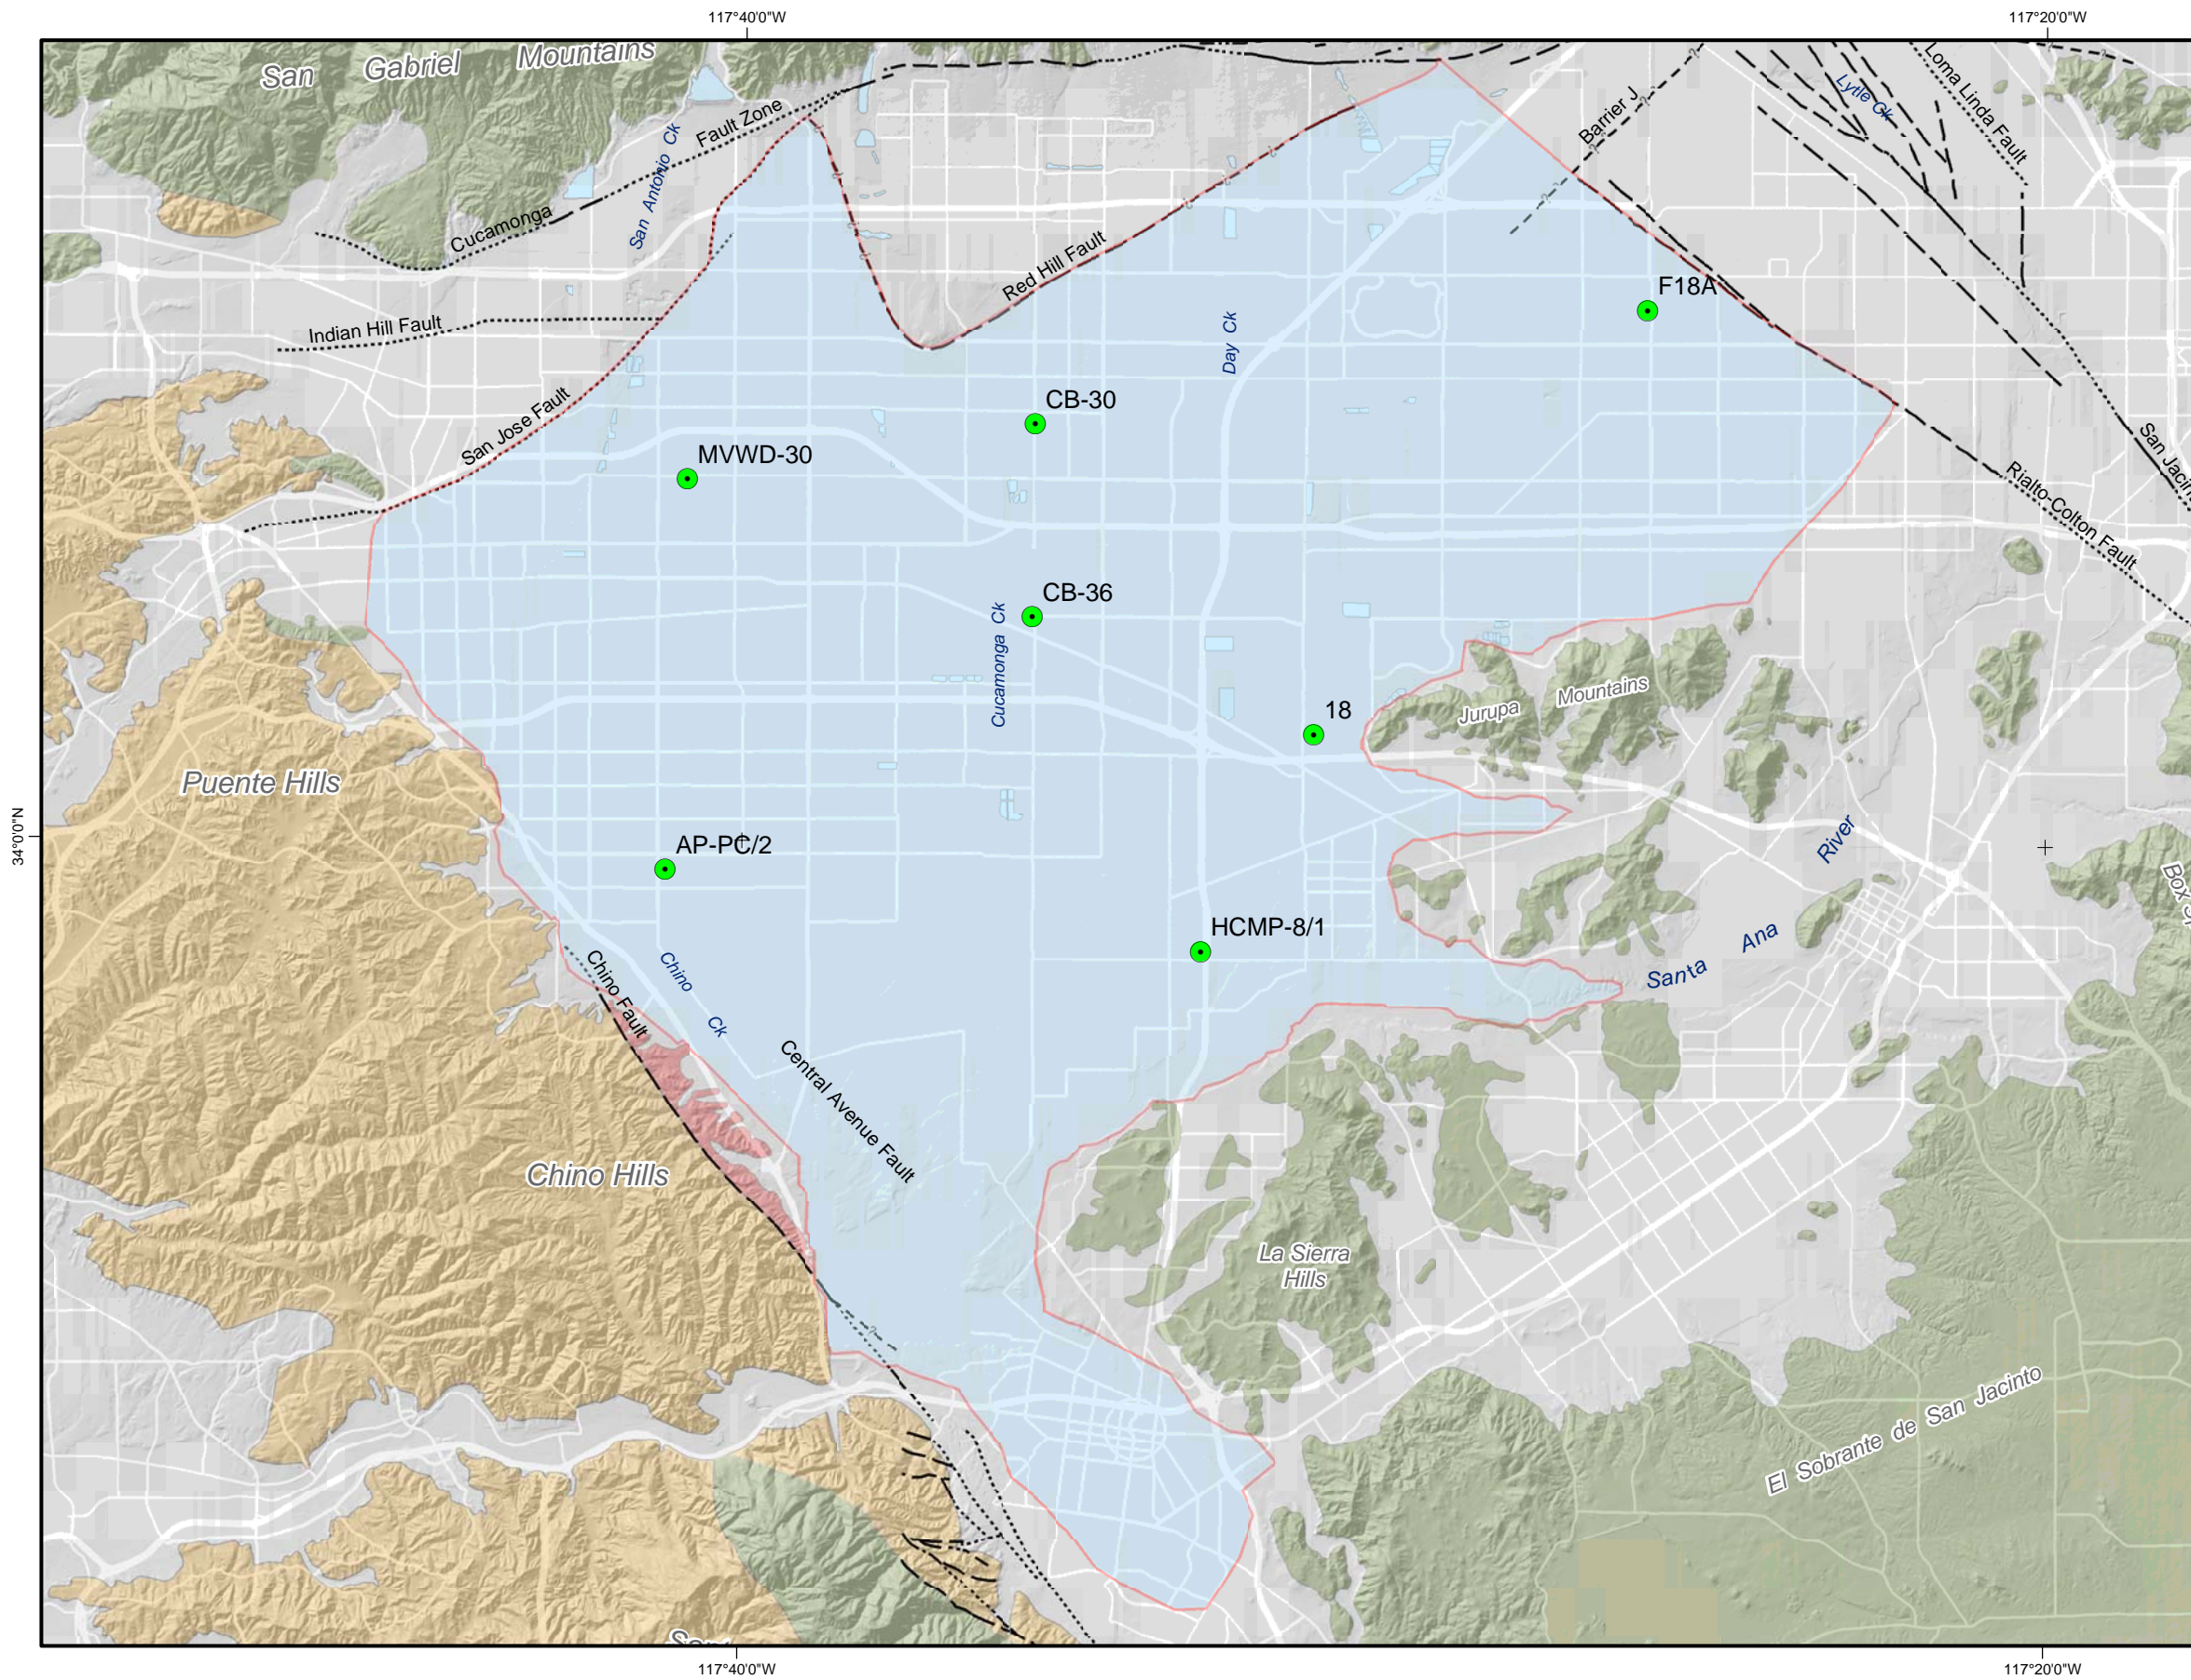 117°40'0"W
117°20'0"W
San Gabriel Mountains
Fault Zone
San Antonio Ck
Cucamonga
Barrier J
Lytle Ck
Loma Linda Fault
Red Hill Fault
F18A
Indian Hill Fault
Day Ck
San Jose Fault
CB-30
MVWD-30
San Jacin
Rialto-Colton Fault
CB-36
Cucamonga Ck
18
Jurupa Mountains
Puente Hills
34°0'0"N
AP-PC/2
Santa Ana River
Box
HCMP-8/1
Chino Fault
Chino Ck
Central Avenue Fault
Chino Hills
La Sierra
Hills
El Sobrante de San Jacinto
117°40'0"W
117°20'0"W